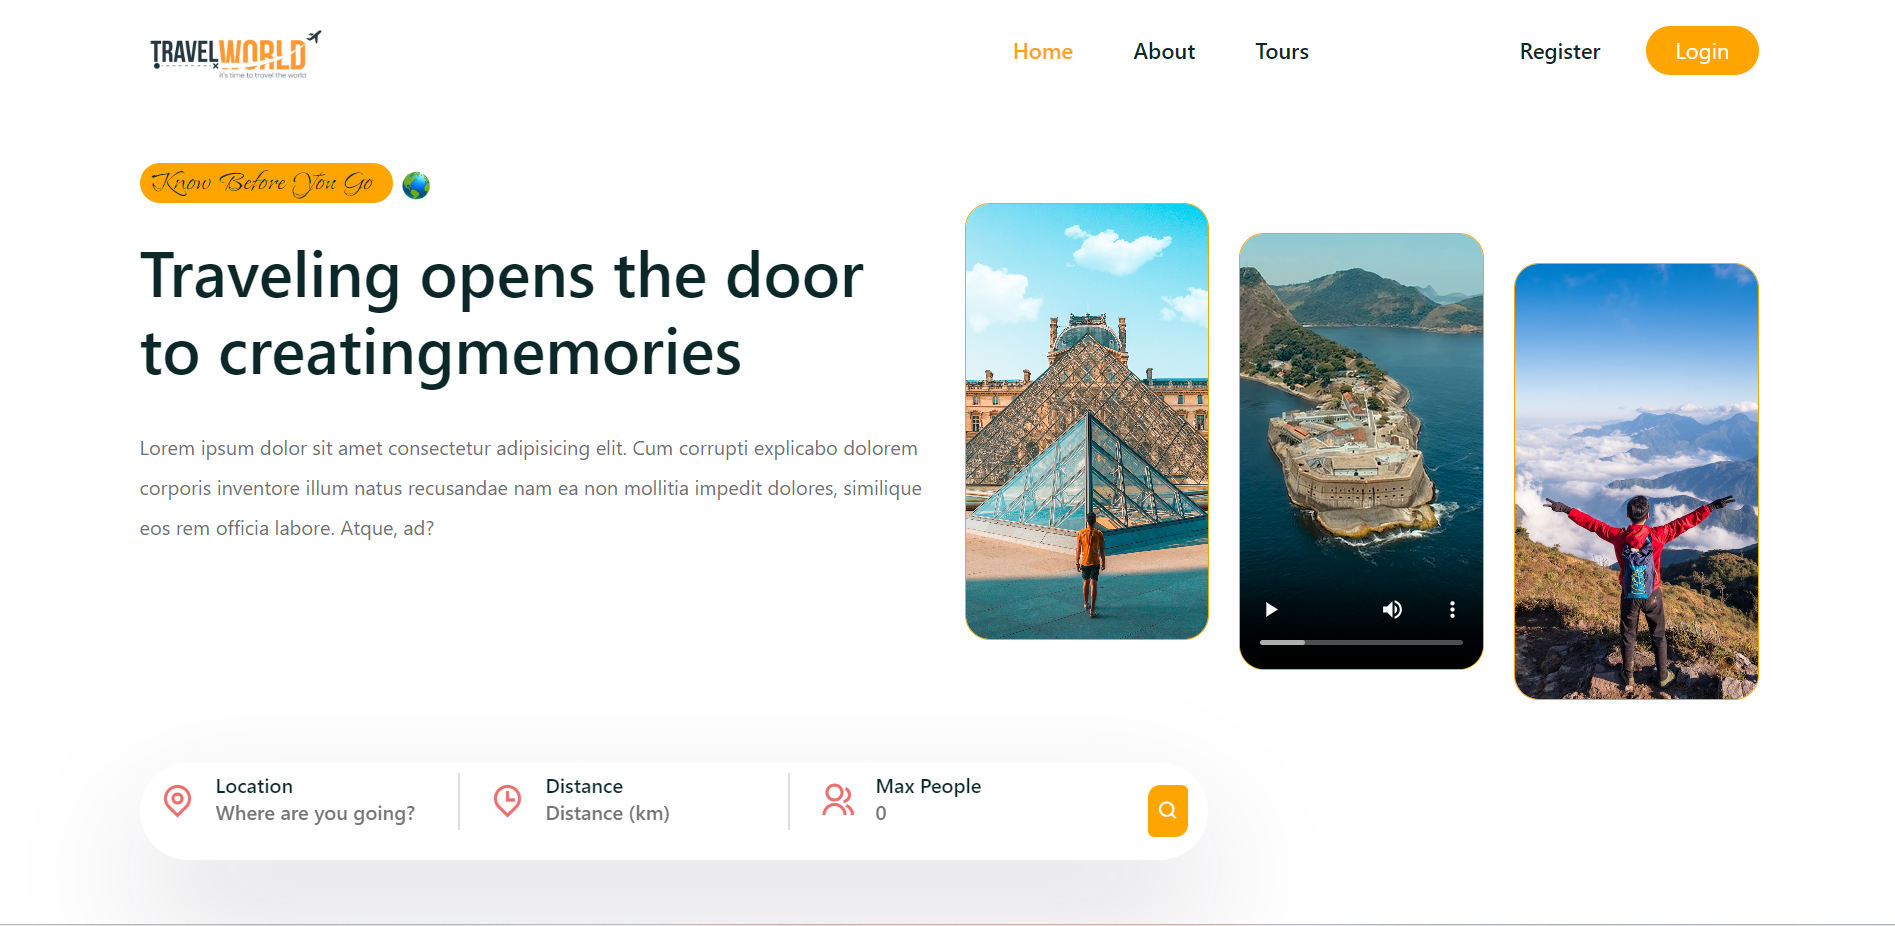 TRAVELWORLD
it's time to travel the world
Home About Tours Register Login
Know Before You Go
Traveling opens the door
to creatingmemories
Lorem ipsum dolor sit amet consectetur adipisicing elit. Cum corrupti explicabo dolorem
corporis inventore illum natus recusandae nam ea non mollitia impedit dolores, similique
eos rem officia labore. Atque, ad?
Location Distance Max People
Where are you going? Distance (km) 0